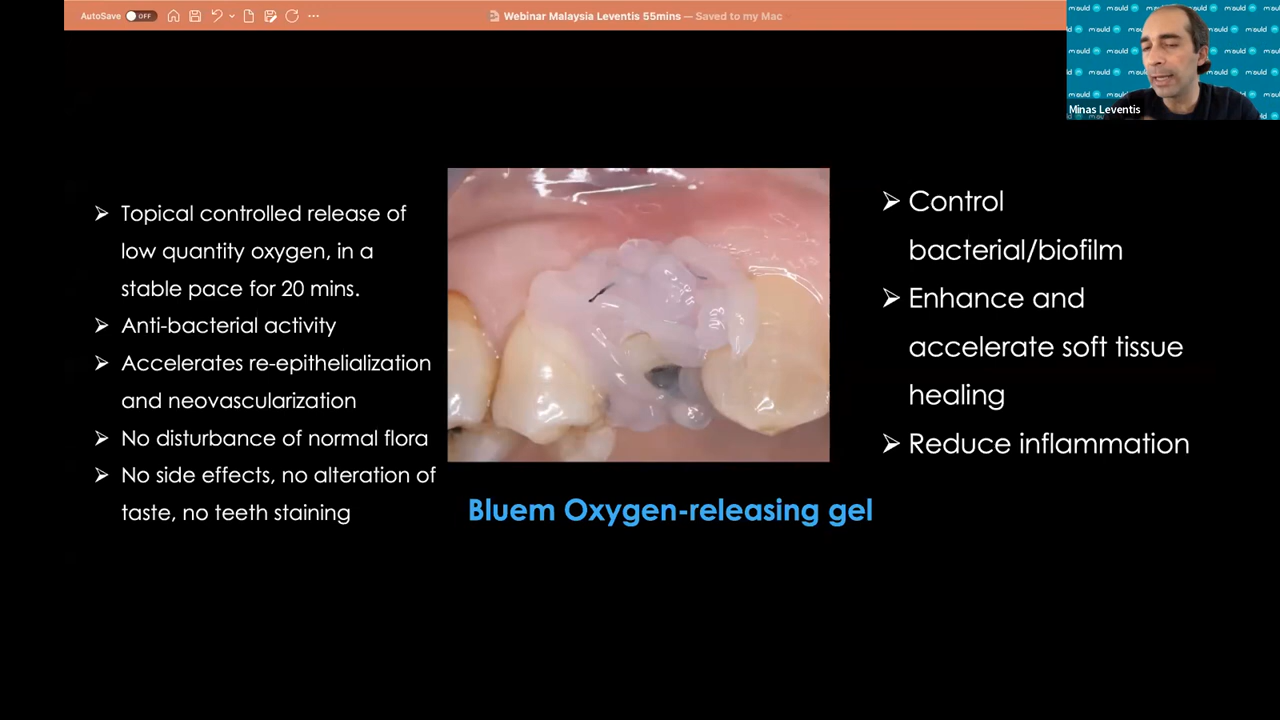 AutoSave OFF
Webinar Malaysia Leventis 55mins — Saved to my Mac
mould
Minas Leventis
➢ Topical controlled release of
low quantity oxygen, in a
stable pace for 20 mins.
➢ Anti-bacterial activity
➢ Accelerates re-epithelialization
and neovascularization
➢ No disturbance of normal flora
➢ No side effects, no alteration of
taste, no teeth staining
Bluem Oxygen-releasing gel
➢ Control
bacterial/biofilm
➢ Enhance and
accelerate soft tissue
healing
➢ Reduce inflammation